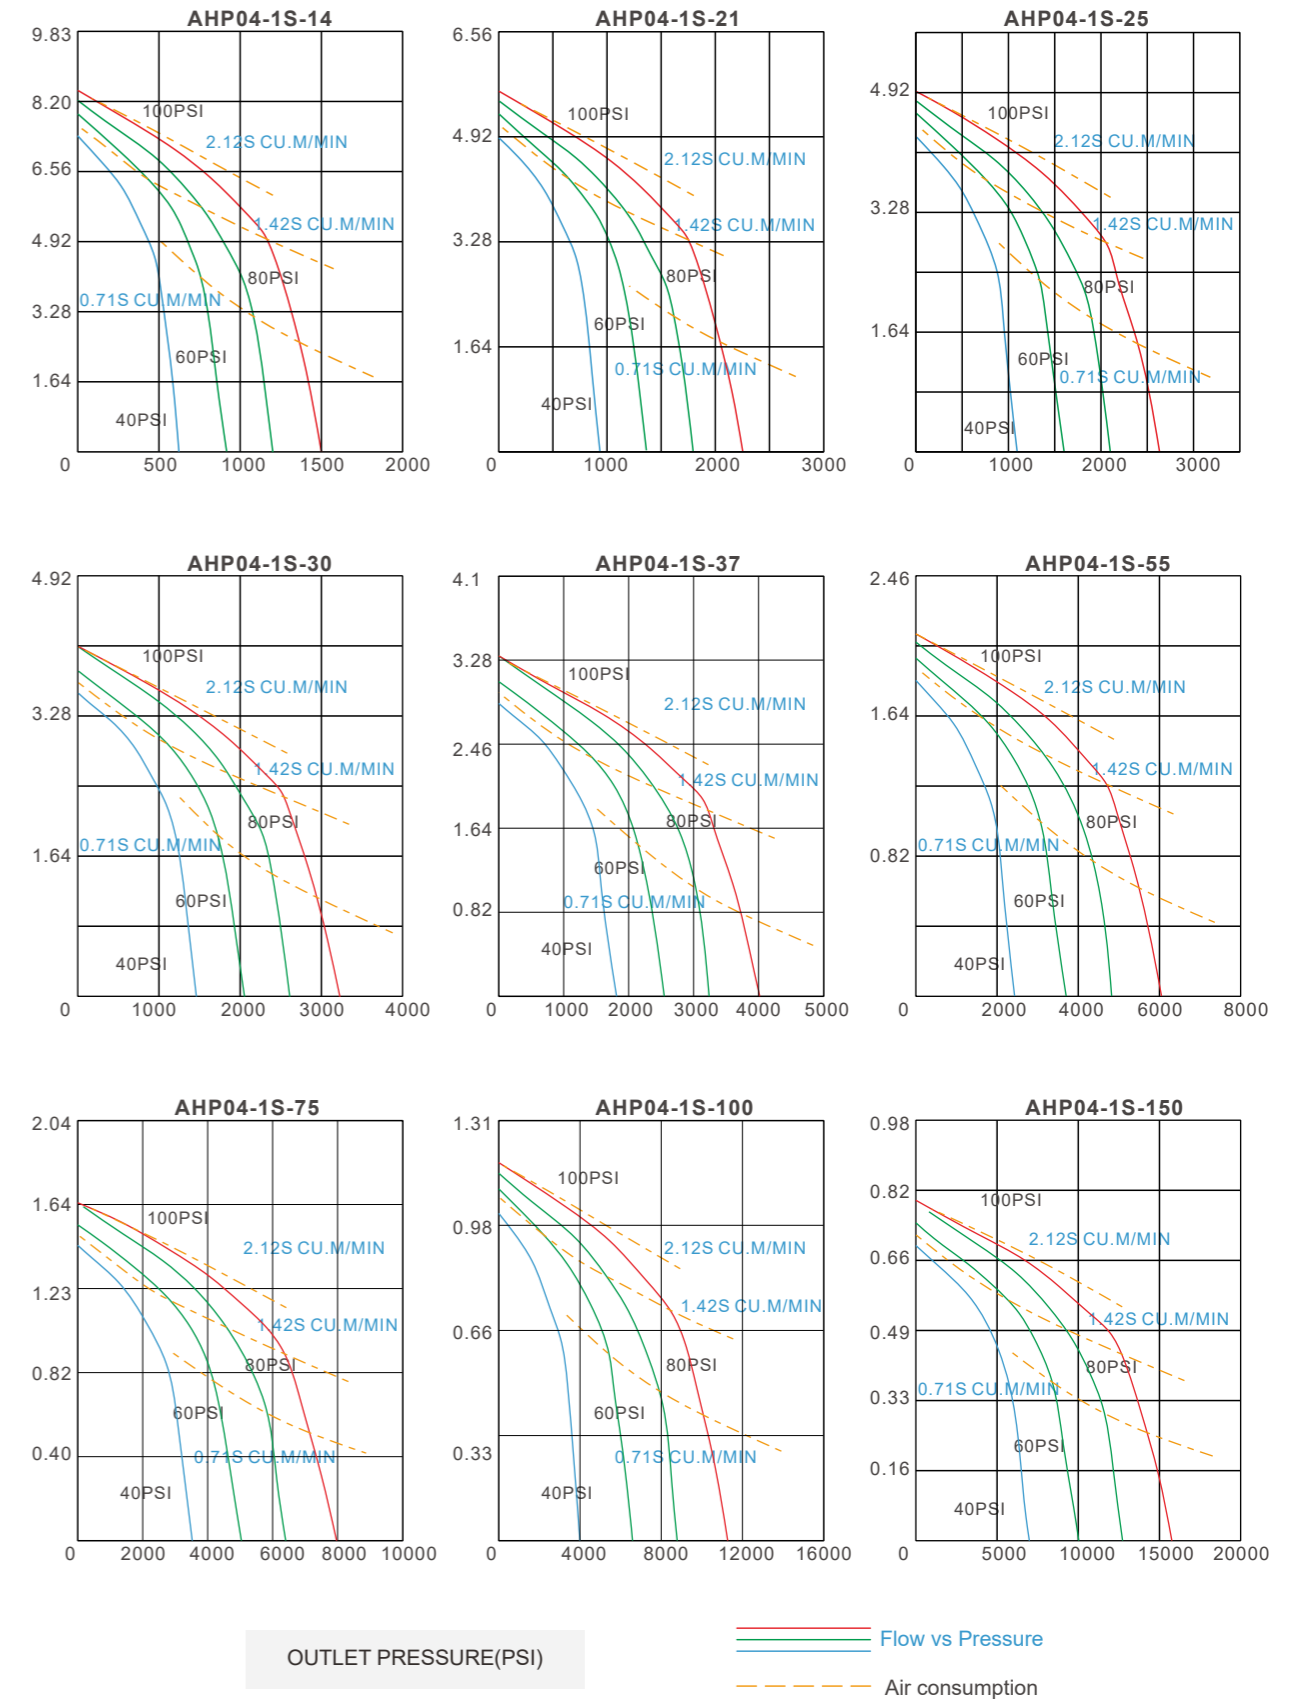 AHP04-1S-14
9.83
8.20
6.56
4.92
3.28
1.64
0
500
1000
1500
2000
100PSI
2.12S CU.M/MIN
1.42S CU.M/MIN
80PSI
0.71S CU.M/MIN
60PSI
40PSI
AHP04-1S-21
6.56
4.92
3.28
1.64
0
1000
2000
3000
100PSI
2.12S CU.M/MIN
1.42S CU.M/MIN
80PSI
60PSI
0.71S CU.M/MIN
40PSI
AHP04-1S-25
4.92
3.28
1.64
0
1000
2000
3000
100PSI
2.12S CU.M/MIN
1.42S CU.M/MIN
80PSI
60PSI
0.71S CU.M/MIN
40PSI
AHP04-1S-30
4.92
3.28
1.64
0
1000
2000
3000
4000
100PSI
2.12S CU.M/MIN
1.42S CU.M/MIN
80PSI
0.71S CU.M/MIN
60PSI
40PSI
AHP04-1S-37
4.1
3.28
2.46
1.64
0.82
0
1000
2000
3000
4000
5000
100PSI
2.12S CU.M/MIN
1.42S CU.M/MIN
80PSI
60PSI
0.71S CU.M/MIN
40PSI
AHP04-1S-55
2.46
1.64
0.82
0
2000
4000
6000
8000
100PSI
2.12S CU.M/MIN
1.42S CU.M/MIN
80PSI
0.71S CU.M/MIN
60PSI
40PSI
AHP04-1S-75
2.04
1.64
1.23
0.82
0.40
0
2000
4000
6000
8000
10000
100PSI
2.12S CU.M/MIN
1.42S CU.M/MIN
80PSI
60PSI
0.71S CU.M/MIN
40PSI
AHP04-1S-100
1.31
0.98
0.66
0.33
0
4000
8000
12000
16000
100PSI
2.12S CU.M/MIN
1.42S CU.M/MIN
80PSI
60PSI
0.71S CU.M/MIN
40PSI
AHP04-1S-150
0.98
0.82
0.66
0.49
0.33
0.16
0
5000
10000
15000
20000
100PSI
2.12S CU.M/MIN
1.42S CU.M/MIN
80PSI
0.71S CU.M/MIN
60PSI
40PSI
OUTLET PRESSURE(PSI)
Flow vs Pressure
Air consumption